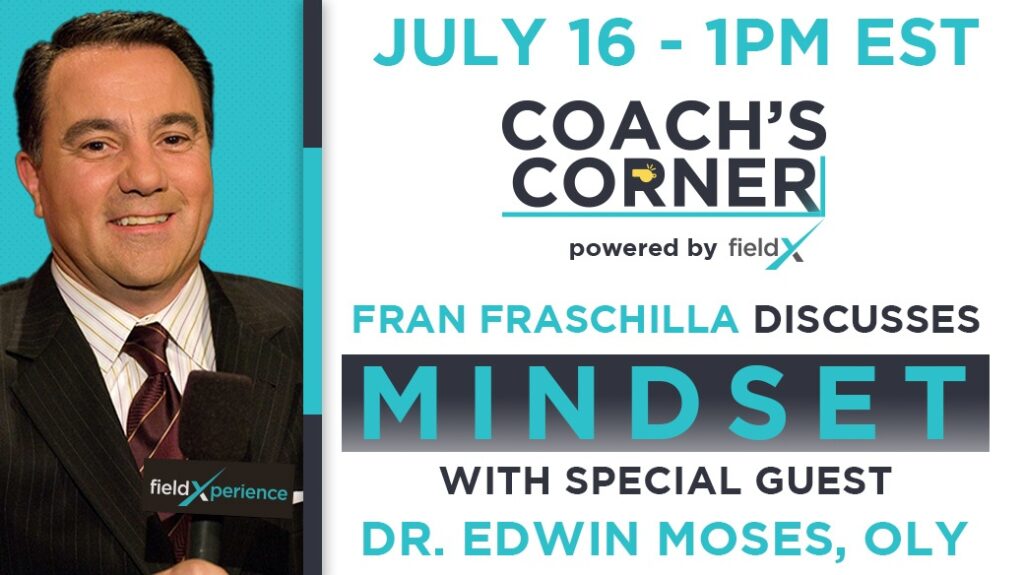 JULY 16 - 1PM EST
COACH'S
CORNER
powered by fieldX
FRAN FRASCHILLA DISCUSSES
MINDSET
WITH SPECIAL GUEST
DR. EDWIN MOSES, OLY
fieldXperience